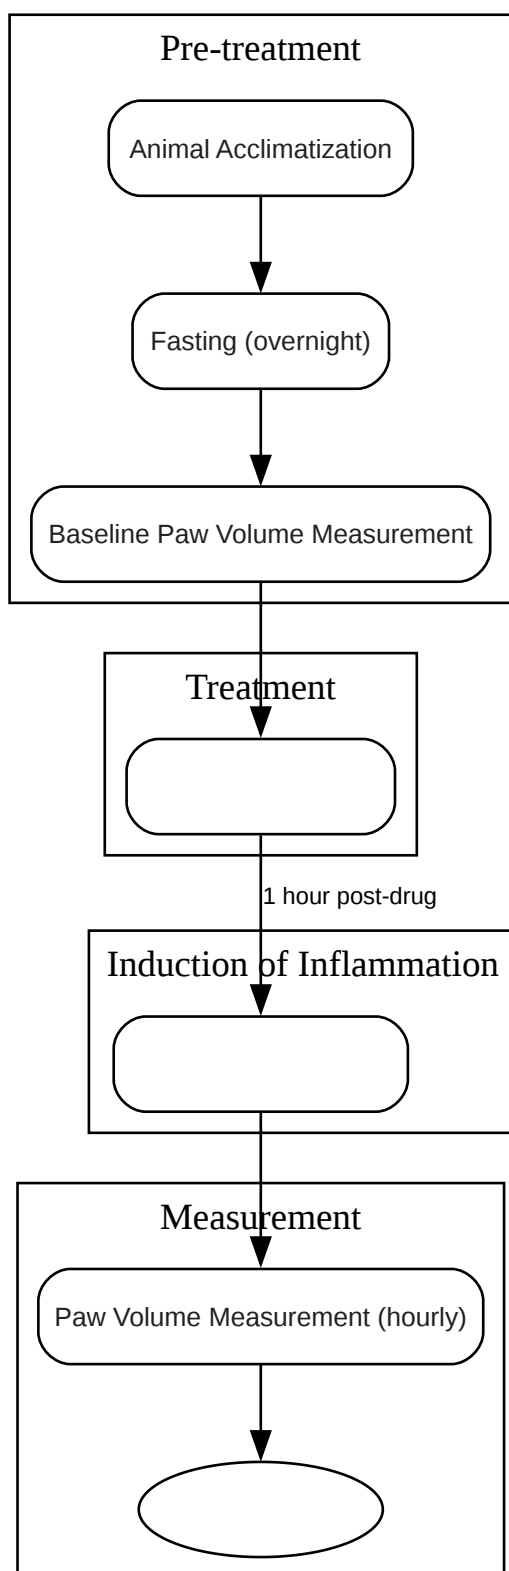 Pre-treatment
Animal Acclimatization
Fasting (overnight)
Baseline Paw Volume Measurement
Treatment
1 hour post-drug
Induction of Inflammation
Measurement
Paw Volume Measurement (hourly)